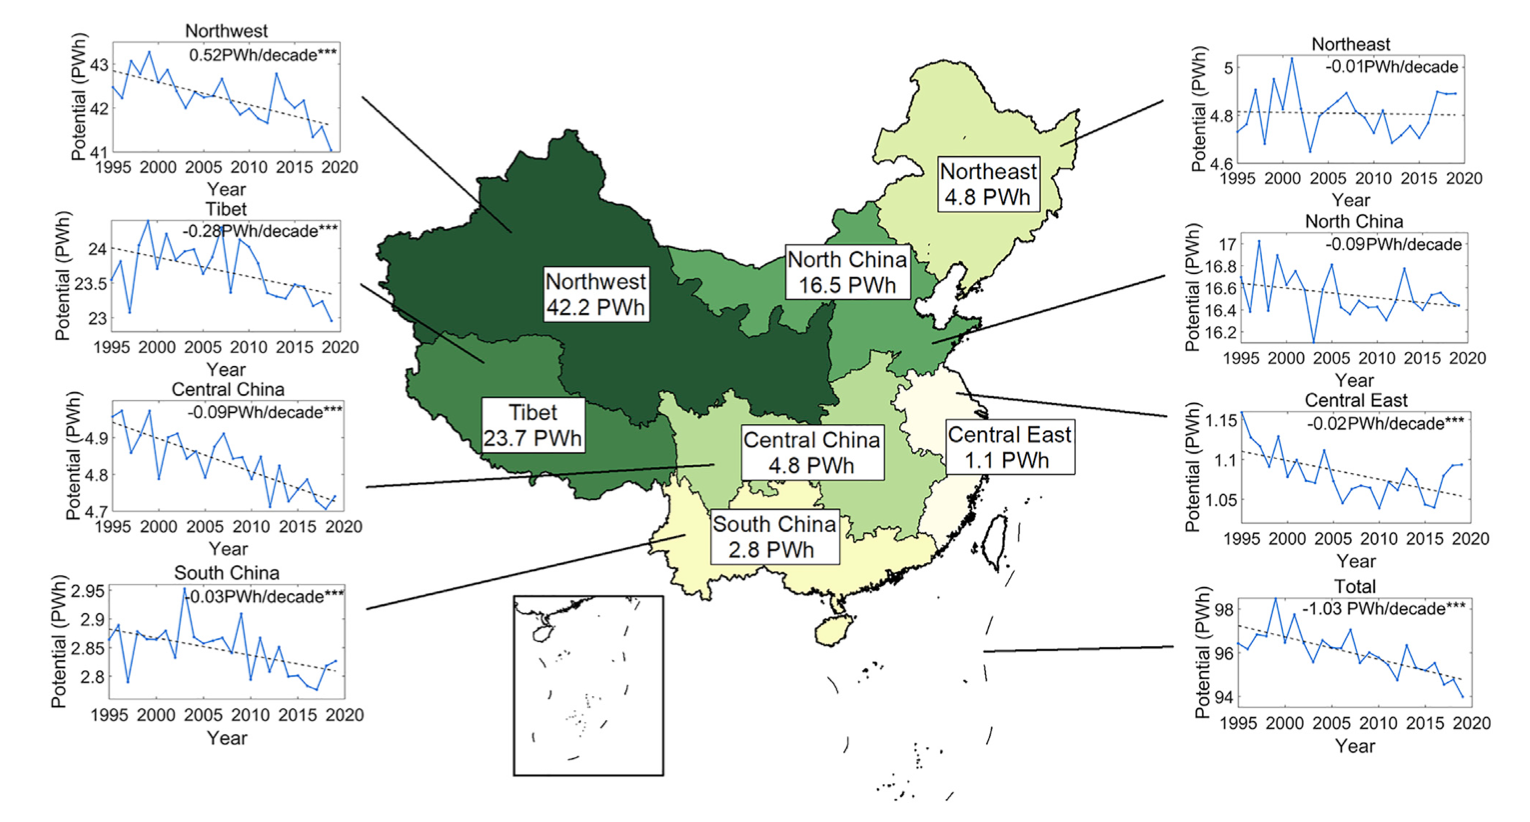 Northwest
0.52PWh/decade***
Potential (PWh)
43
42
41
1995 2000 2005 2010 2015 2020
Year
Tibet
-0.28PWh/decade***
Potential (PWh)
24
23.5
23
1995 2000 2005 2010 2015 2020
Year
Central China
-0.09PWh/decade***
Potential (PWh)
4.9
4.8
4.7
1995 2000 2005 2010 2015 2020
Year
South China
-0.03PWh/decade***
Potential (PWh)
2.95
2.9
2.85
2.8
1995 2000 2005 2010 2015 2020
Year
Northeast
4.8 PWh
North China
16.5 PWh
Northwest
42.2 PWh
Tibet
23.7 PWh
Central China
4.8 PWh
Central East
1.1 PWh
South China
2.8 PWh
Northeast
-0.01PWh/decade
Potential (PWh)
5
4.8
4.6
1995 2000 2005 2010 2015 2020
Year
North China
-0.09PWh/decade
Potential (PWh)
17
16.8
16.6
16.4
16.2
1995 2000 2005 2010 2015 2020
Year
Central East
-0.02PWh/decade***
Potential (PWh)
1.15
1.1
1.05
1995 2000 2005 2010 2015 2020
Year
Total
-1.03 PWh/decade***
Potential (PWh)
98
96
94
1995 2000 2005 2010 2015 2020
Year